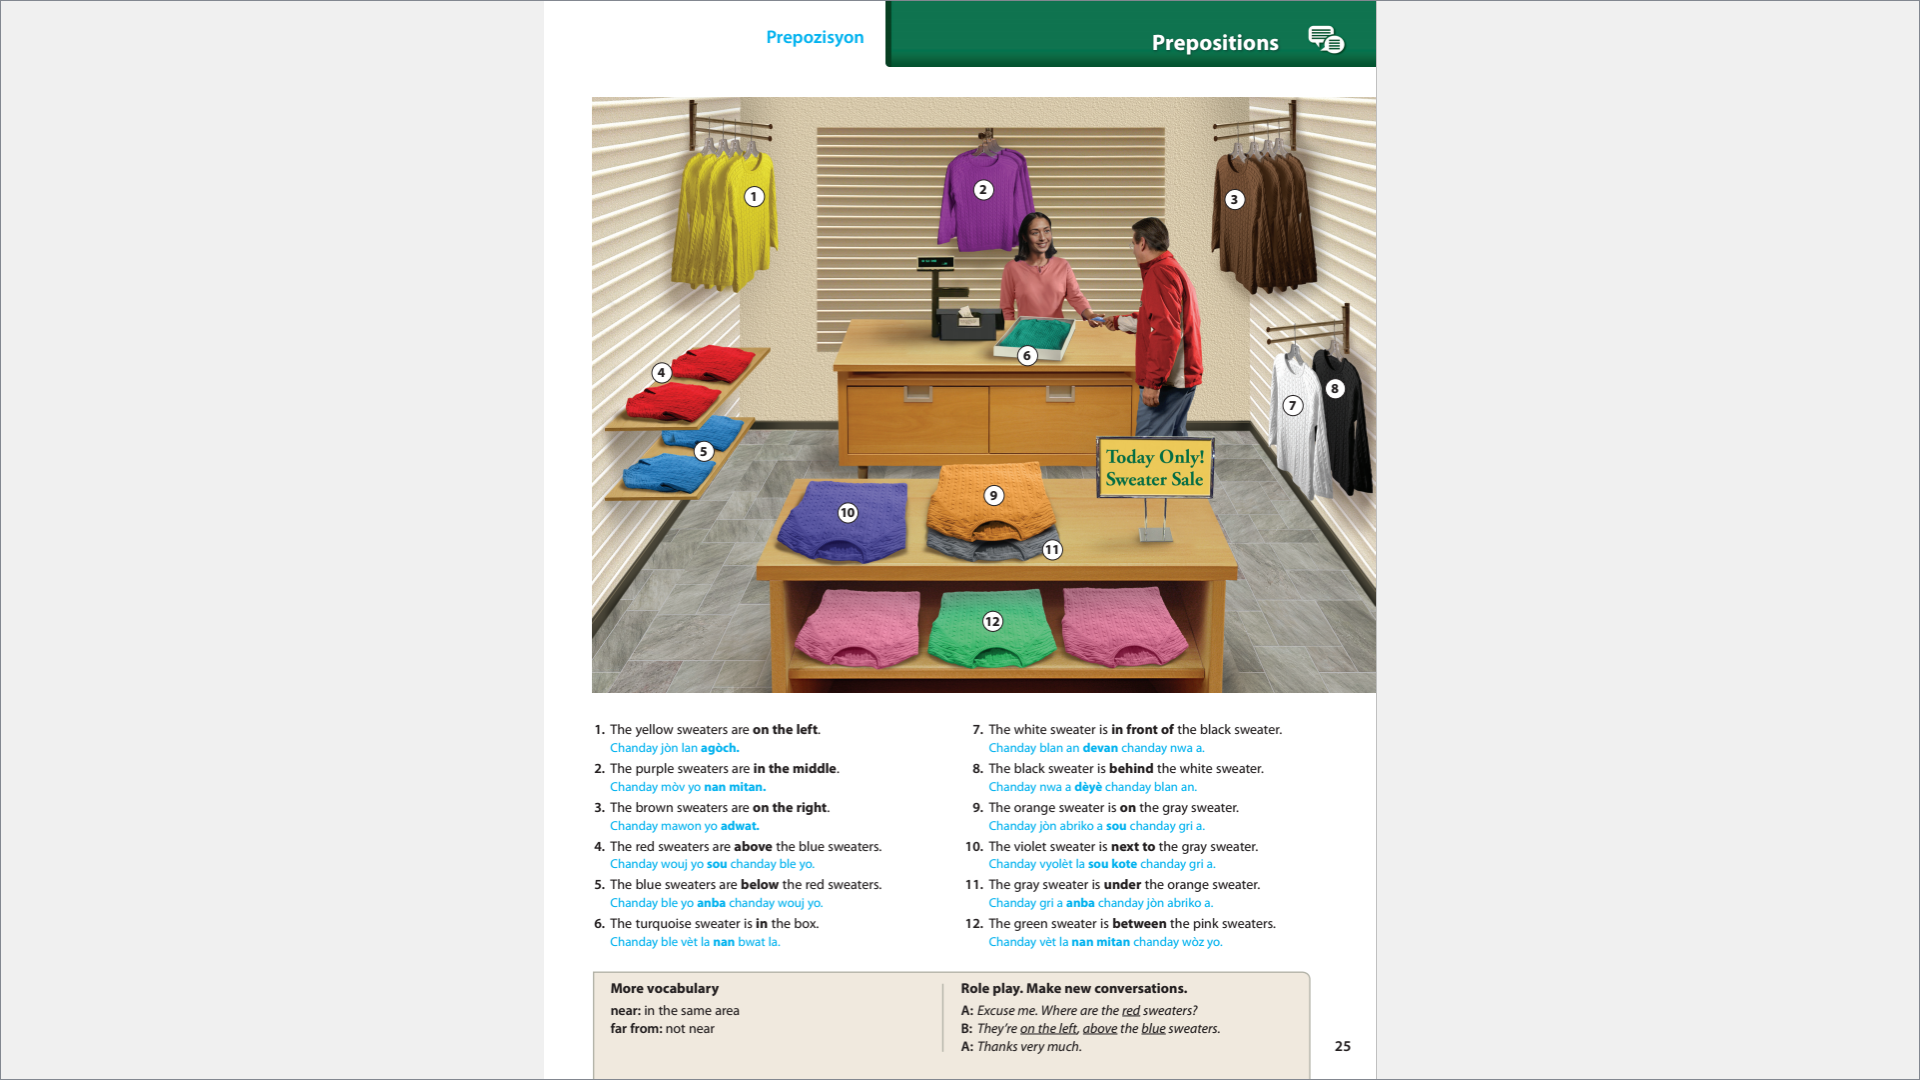 Prepozisyon
Prepositions
1
2
3
4
5
6
7
8
9
10
11
12
Today Only!
Sweater Sale
1. The yellow sweaters are on the left.
Chanday jòn lan agòch.
2. The purple sweaters are in the middle.
Chanday mòv yo nan mitan.
3. The brown sweaters are on the right.
Chanday mawon yo adwat.
4. The red sweaters are above the blue sweaters.
Chanday wouj yo sou chanday ble yo.
5. The blue sweaters are below the red sweaters.
Chanday ble yo anba chanday wouj yo.
6. The turquoise sweater is in the box.
Chanday ble vèt la nan bwat la.
7. The white sweater is in front of the black sweater.
Chanday blan an devan chanday nwa a.
8. The black sweater is behind the white sweater.
Chanday nwa a dèyè chanday blan an.
9. The orange sweater is on the gray sweater.
Chanday jòn abriko a sou chanday gri a.
10. The violet sweater is next to the gray sweater.
Chanday vyolèt la sou kote chanday gri a.
11. The gray sweater is under the orange sweater.
Chanday gri a anba chanday jòn abriko a.
12. The green sweater is between the pink sweaters.
Chanday vèt la nan mitan chanday wòz yo.
More vocabulary
near: in the same area
far from: not near
Role play. Make new conversations.
A: Excuse me. Where are the red sweaters?
B: They're on the left, above the blue sweaters.
A: Thanks very much.
25